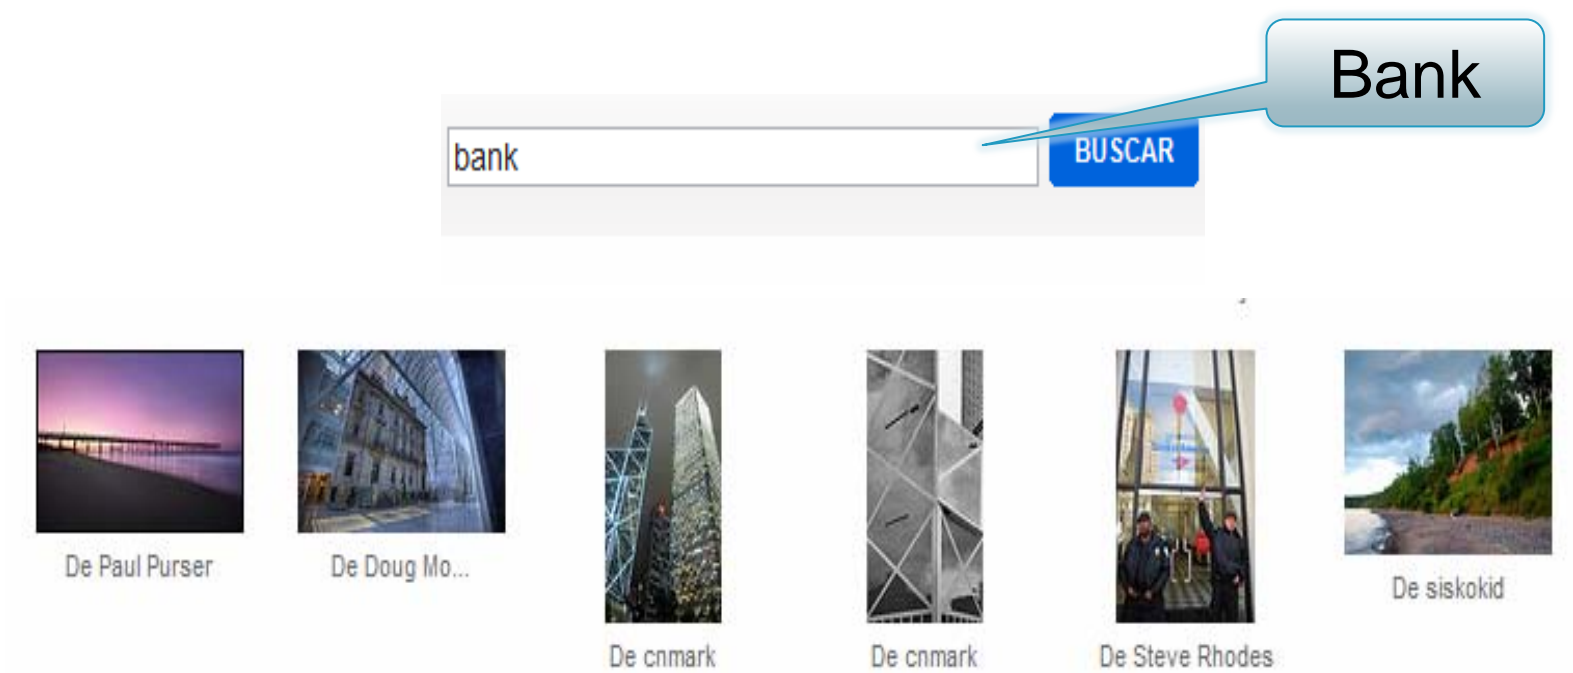 Bank
bank
BUSCAR
De Paul Purser
De Doug Mo...
De cnmark
De cnmark
De Steve Rhodes
De siskokid